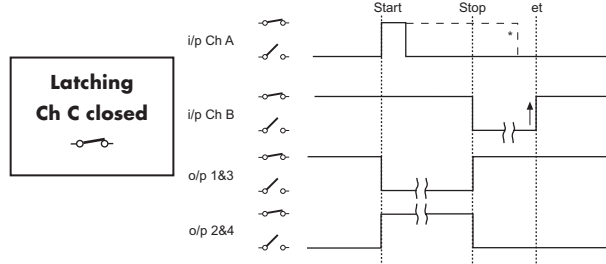 Start Stop et
i/p Ch A
*
Latching
Ch C closed
i/p Ch B
o/p 1&3
o/p 2&4